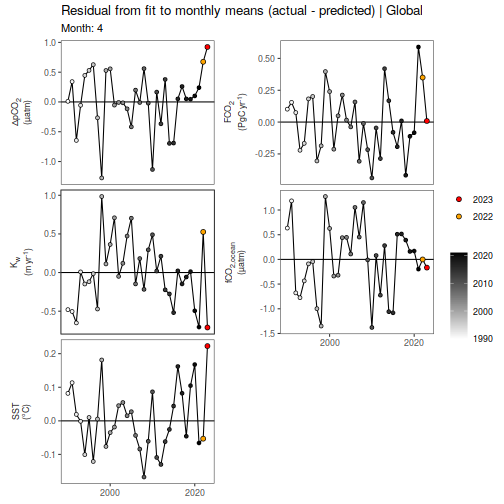 Residual from fit to monthly means (actual - predicted) | Global
Month: 4
ΔpCO2
(µatm)
1.0
0.5
0.0
-0.5
-1.0
FCO2
(PgC yr⁻¹)
0.50
0.25
0.00
-0.25
Kw
(m yr⁻¹)
1.0
0.5
0.0
-0.5
fCO2,ocean
(µatm)
1.0
0.5
0.0
-0.5
-1.0
-1.5
2000
2020
SST
(°C)
0.2
0.1
0.0
-0.1
2000
2020
2023
2022
2020
2010
2000
1990